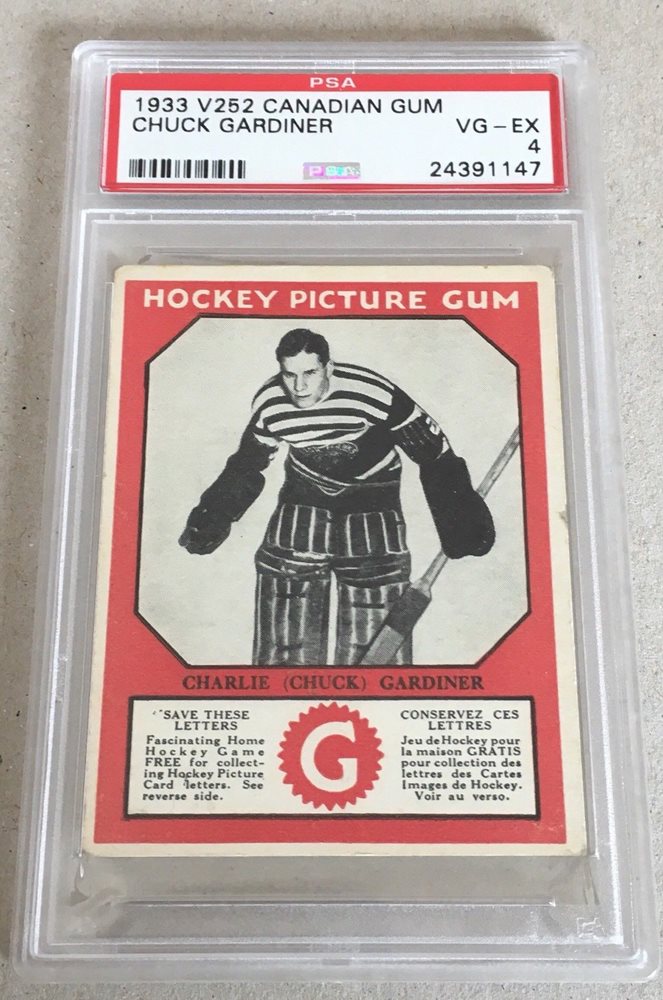 PSA
1933 V252 CANADIAN GUM
CHUCK GARDINER VG-EX
4
24391147
HOCKEY PICTURE GUM
CHARLIE (CHUCK) GARDINER
"SAVE THESE
LETTERS
Fascinating Home
Hockey Game
FREE for collect-
ing Hockey Picture
Card letters. See
reverse side.
G
CONSERVEZ CES
LETTRES
Jeu de Hockey pour
la maison GRATIS
pour collection des
lettres des Cartes
Images de Hockey.
Voir au verso.